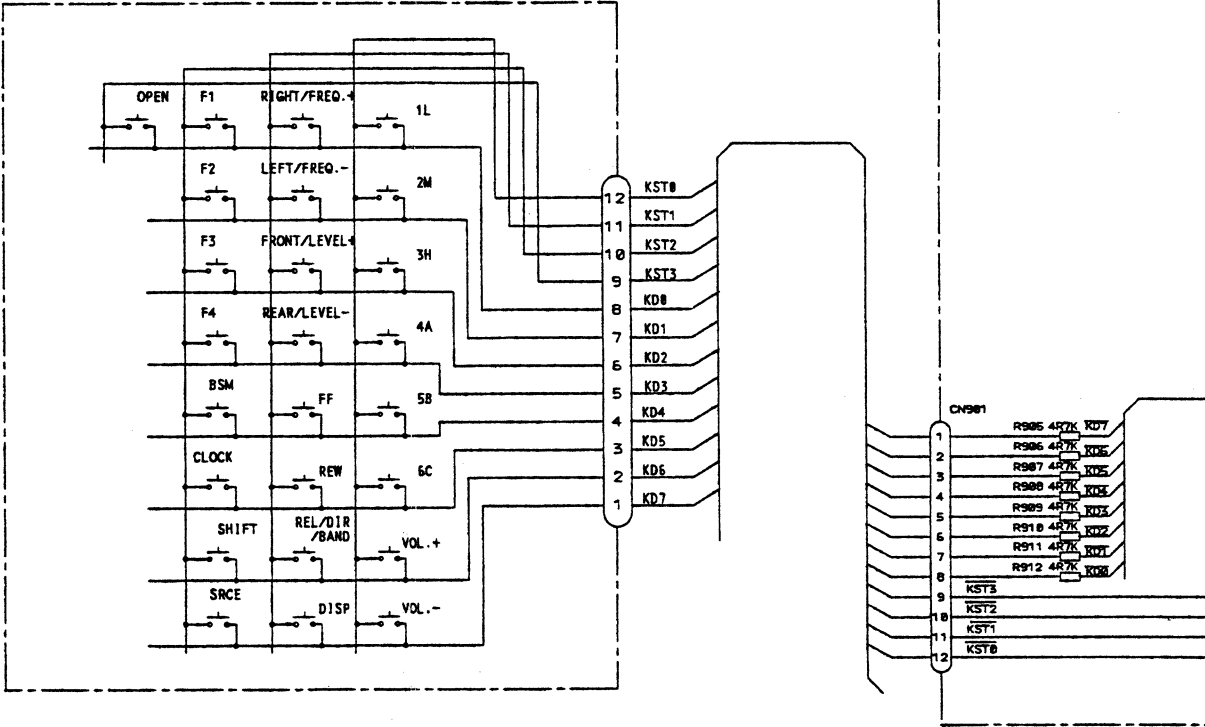 OPEN F1 RIGHT/FREQ.+ 1L
F2 LEFT/FREQ.- 2M
F3 FRONT/LEVEL+ 3H
F4 REAR/LEVEL- 4A
BSM FF 5B
CLOCK REW 6C
SHIFT REL/DIR
/BAND VOL.+
SRCE DISP VOL.-
12 KST0
11 KST1
10 KST2
9 KST3
8 KD0
7 KD1
6 KD2
5 KD3
4 KD4
3 KD5
2 KD6
1 KD7
CN901
1 R905 4R7K KD7
2 R906 4R7K KD6
3 R907 4R7K KD5
4 R908 4R7K KD4
5 R909 4R7K KD3
6 R910 4R7K KD2
7 R911 4R7K KD1
8 R912 4R7K KD0
9 KST3
10 KST2
11 KST1
12 KST0